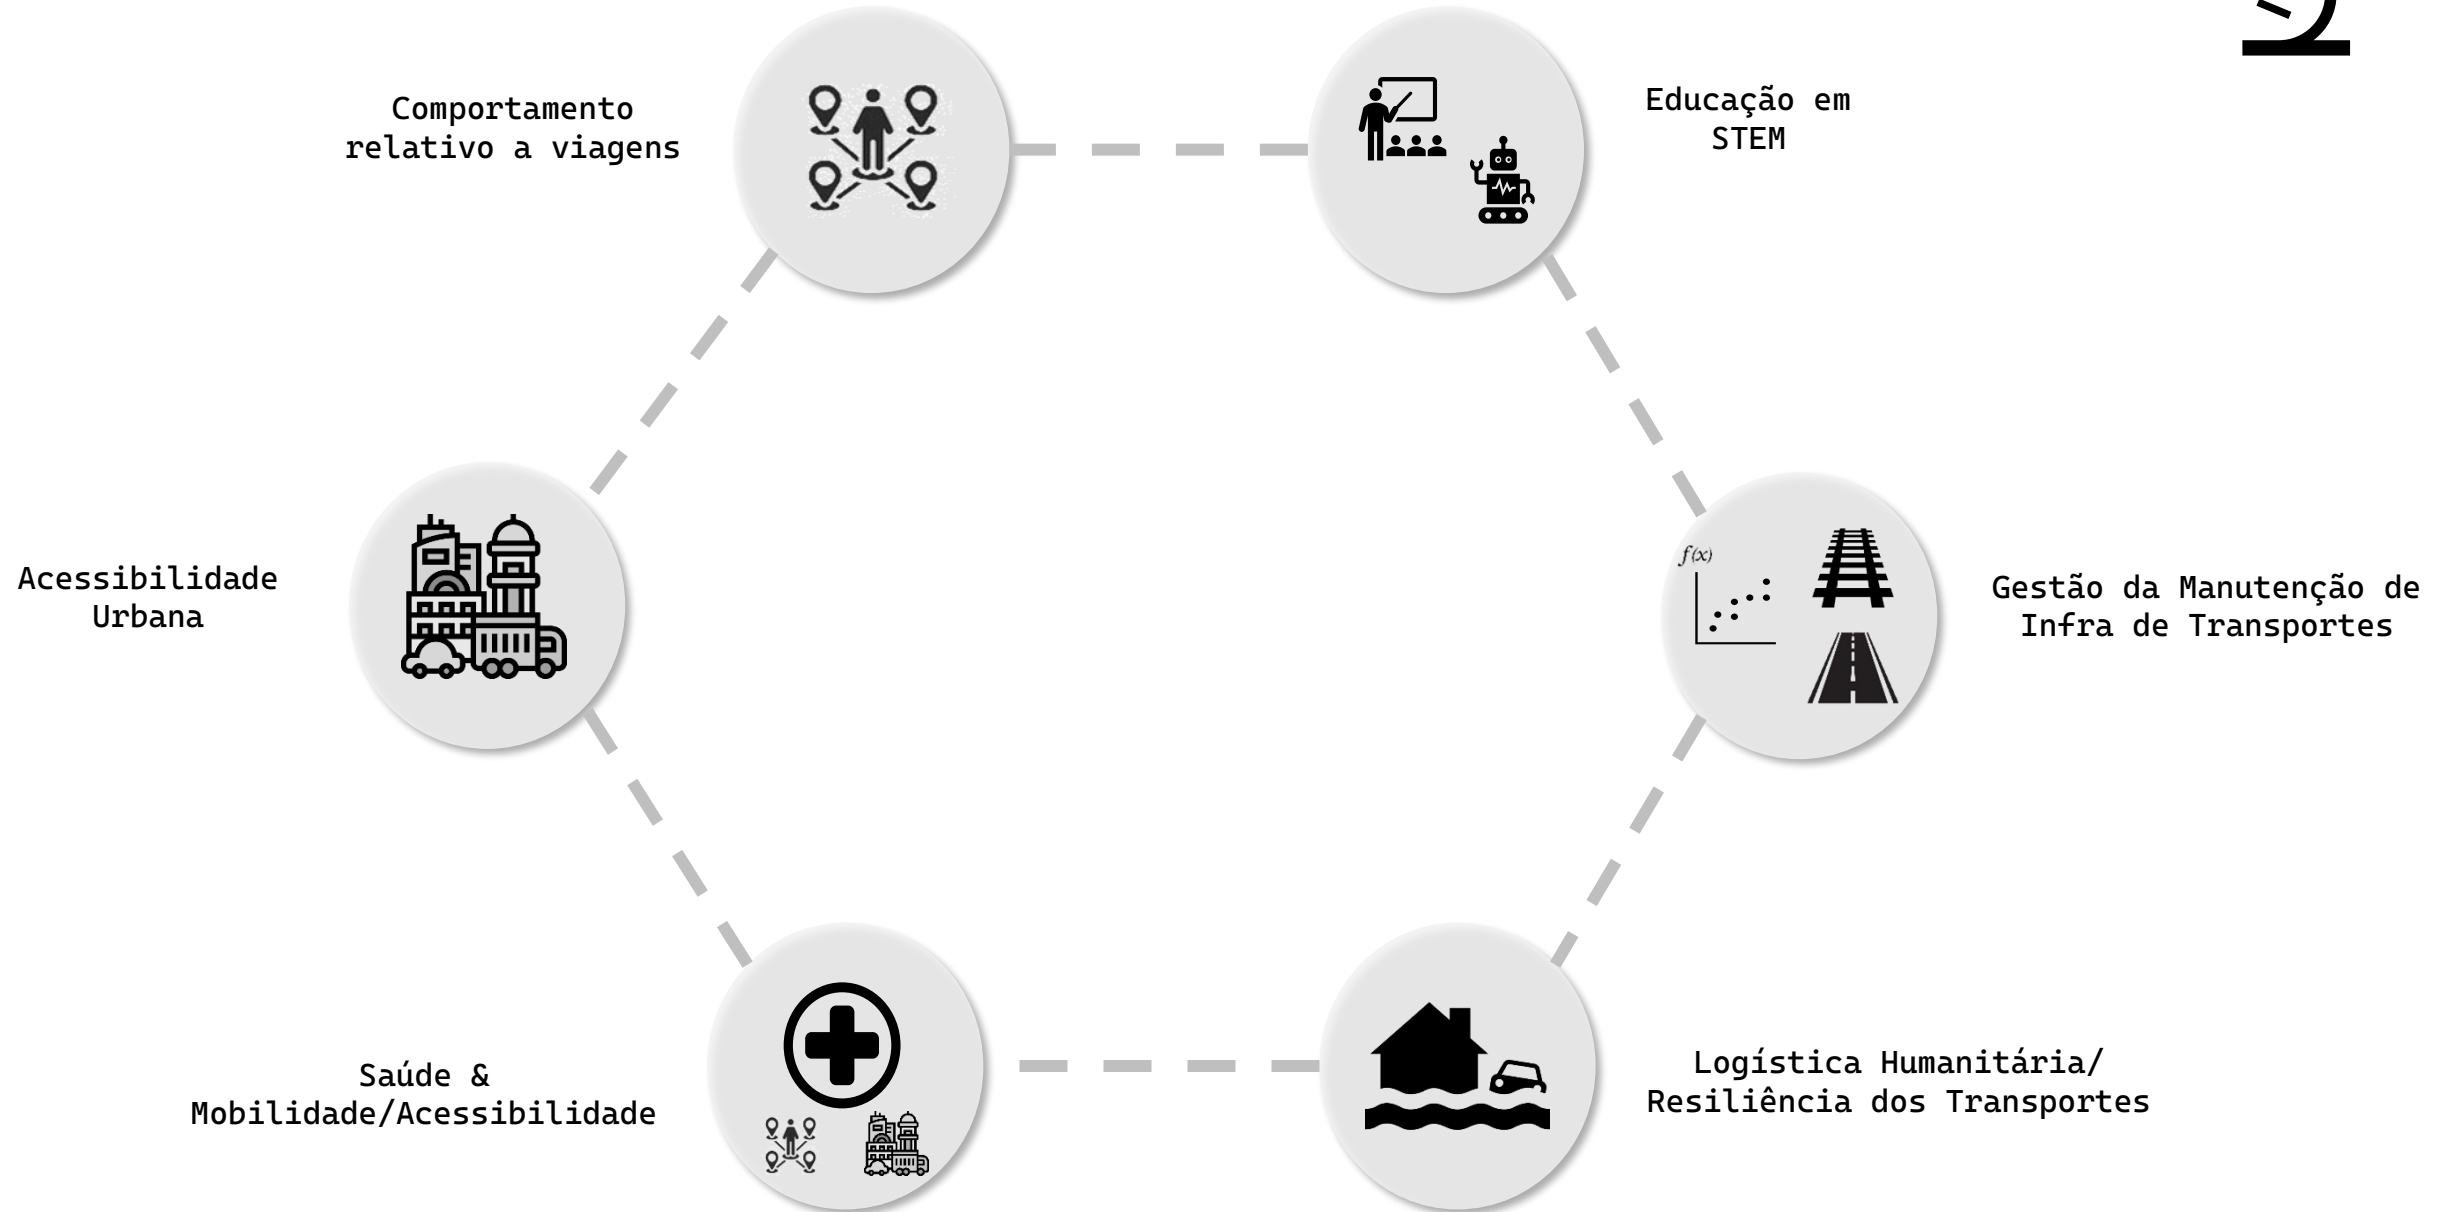 Comportamento
relativo a viagens
Educação em
STEM
Acessibilidade
Urbana
f(x)
Gestão da Manutenção de
Infra de Transportes
Saúde &
Mobilidade/Acessibilidade
Logística Humanitária/
Resiliência dos Transportes